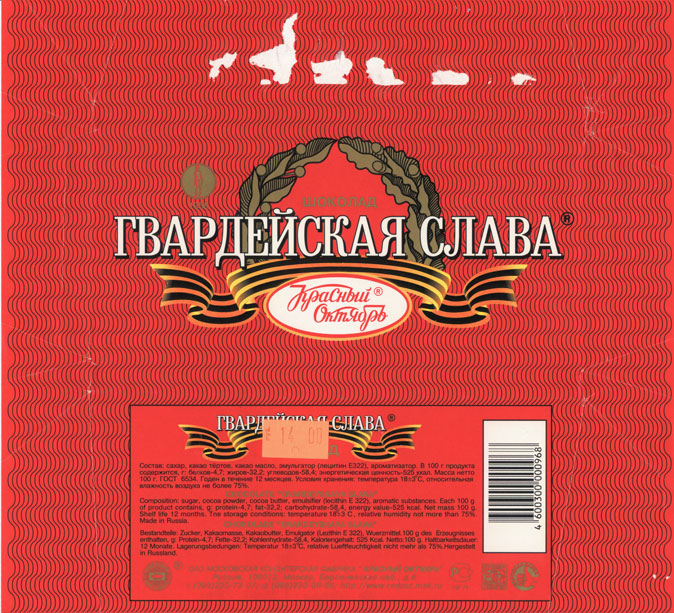 ШОКОЛАД
ГВАРДЕЙСКАЯ СЛАВА®
Красный ®
Октябрь
ГВАРДЕЙСКАЯ СЛАВА®
14 00
Состав: сахар, какао тёртое, какао масло, эмульгатор (лецитин Е322), ароматизатор. В 100 г продукта
содержится, г: белков-4,7; жиров-32,2; углеводов-58,4; энергетическая ценность-525 ккал. Масса нетто
100 г. ГОСТ 6534. Годен в течение 12 месяцев. Условия хранения: температура 18±3°С, относительная
влажность воздуха не более 75%.
Composition: sugar, cocoa powder, cocoa butter, emulsifier (lecithin E 322), aromatic substances. Each 100 g
of product contains, g: protein-4,7; fat-32,2; carbohydrate-58,4, energy value-525 kcal. Net mass 100 g.
Shelf life 12 months. The storage conditions: temperature 18±3 C, relative humidity not more than 75%.
Made in Russia.
Bestandteile: Zucker, Kakaomasse, Kakaobutter, Emulgator (Lezithin E 322), Wuerzmittel.100 g des Erzeugnisses
enthalten, g: Protein-4,7; Fette-32,2; Kohlenhydrate-58,4, Kaloriengehalt: 525 Kcal. Netto:100 g. Haltbarkeitsdauer:
12 Monate. Lagerungsbedingungen: Temperatur 18±3°C, relative Lueftfeuchtigkeit nicht mehr als 75%.Hergestellt
in Russland.
4 600300 000968